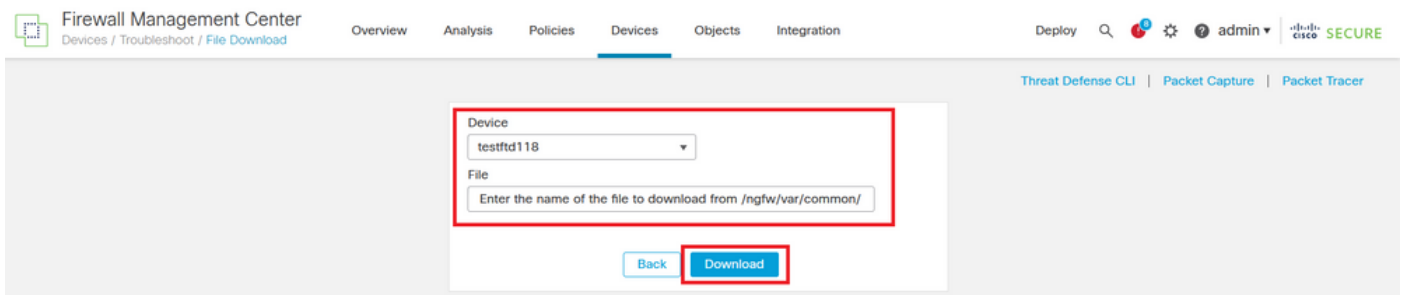 Firewall Management Center
Devices / Troubleshoot / File Download
Overview Analysis Policies Devices Objects Integration
Deploy 8 admin cisco SECURE
Threat Defense CLI | Packet Capture | Packet Tracer
Device
testftd118
File
Enter the name of the file to download from /ngfw/var/common/
Back Download